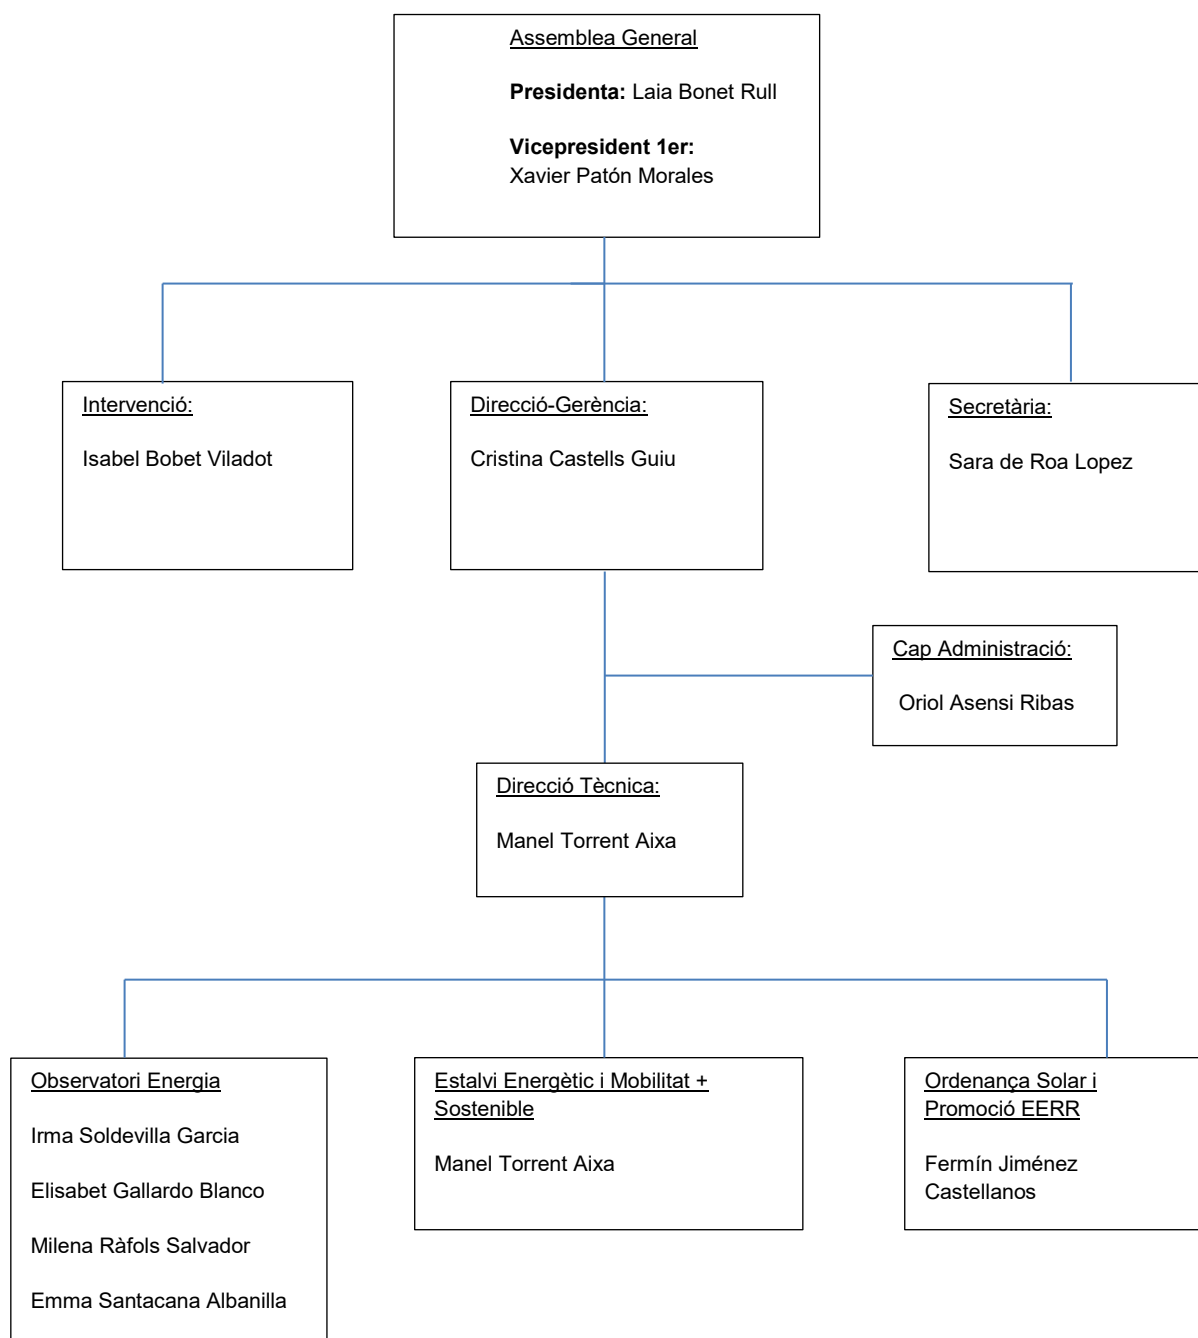 Assemblea General
Presidenta: Laia Bonet Rull
Vicepresident 1er:
Xavier Patón Morales
Intervenció:
Isabel Bobet Viladot
Direcció-Gerència:
Cristina Castells Guiu
Secretària:
Sara de Roa Lopez
Cap Administració:
Oriol Asensi Ribas
Direcció Tècnica:
Manel Torrent Aixa
Observatori Energia
Irma Soldevilla Garcia
Elisabet Gallardo Blanco
Milena Ràfols Salvador
Emma Santacana Albanilla
Estalvi Energètic i Mobilitat +
Sostenible
Manel Torrent Aixa
Ordenança Solar i
Promoció EERR
Fermín Jiménez
Castellanos